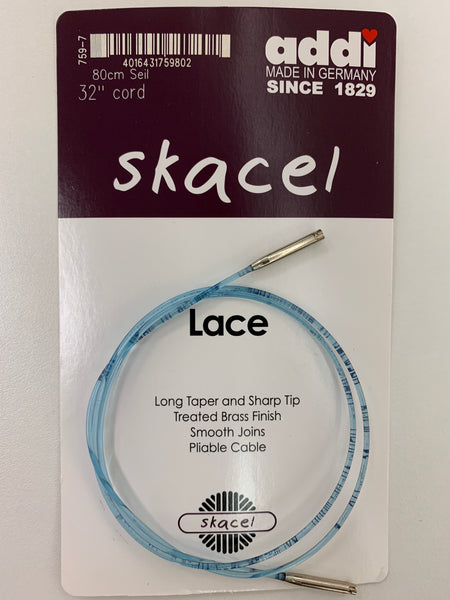 759-7
4016431759802
80cm Seil
32" cord
addi
MADE IN GERMANY
SINCE 1829
skacel
Lace
Long Taper and Sharp Tip
Treated Brass Finish
Smooth Joins
Pliable Cable
skacel